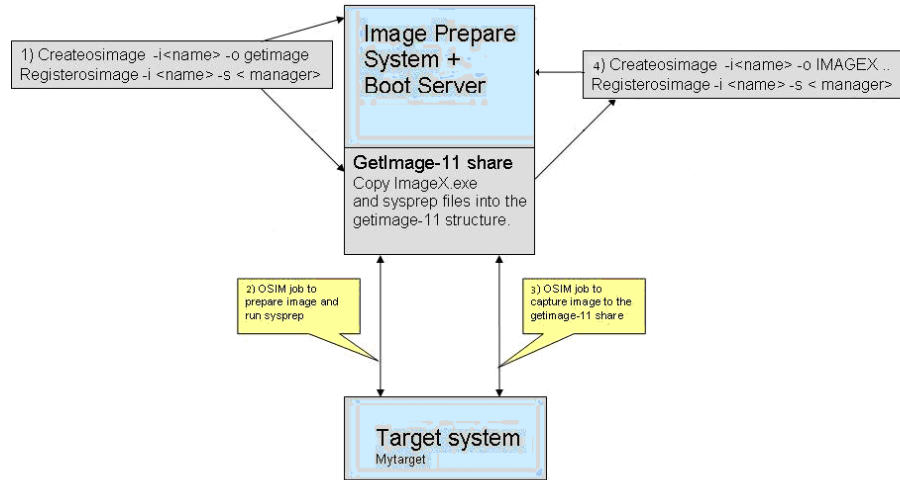 1) Createosimage -i<name> -o getimage
Registerosimage -i <name> -s < manager>
Image Prepare
System +
Boot Server
4) Createosimage -i<name> -o IMAGEX ..
Registerosimage -i <name> -s < manager>
GetImage-11 share
Copy ImageX.exe
and sysprep files into the
getimage-11 structure.
2) OSIM job to
prepare image and
run sysprep
3) OSIM job to
capture image to the
getimage-11 share
Target system
Mytarget